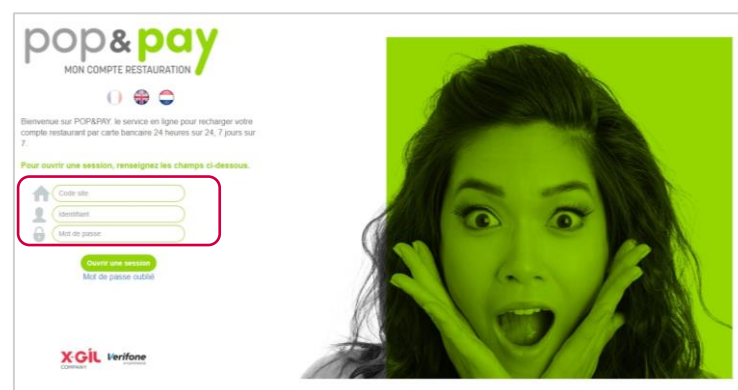 pop&pay
MON COMPTE RESTAURATION
Bienvenue sur POP&PAY le service en ligne pour recharger votre
compte restaurant par carte bancaire 24 heures sur 24, 7 jours sur
7.
Pour ouvrir une session, renseignez les champs ci-dessous.
Code site
Identifiant
Mot de passe
Ouvrir une session
Mot de passe oublié
X·GIL Verifone
COMPANY